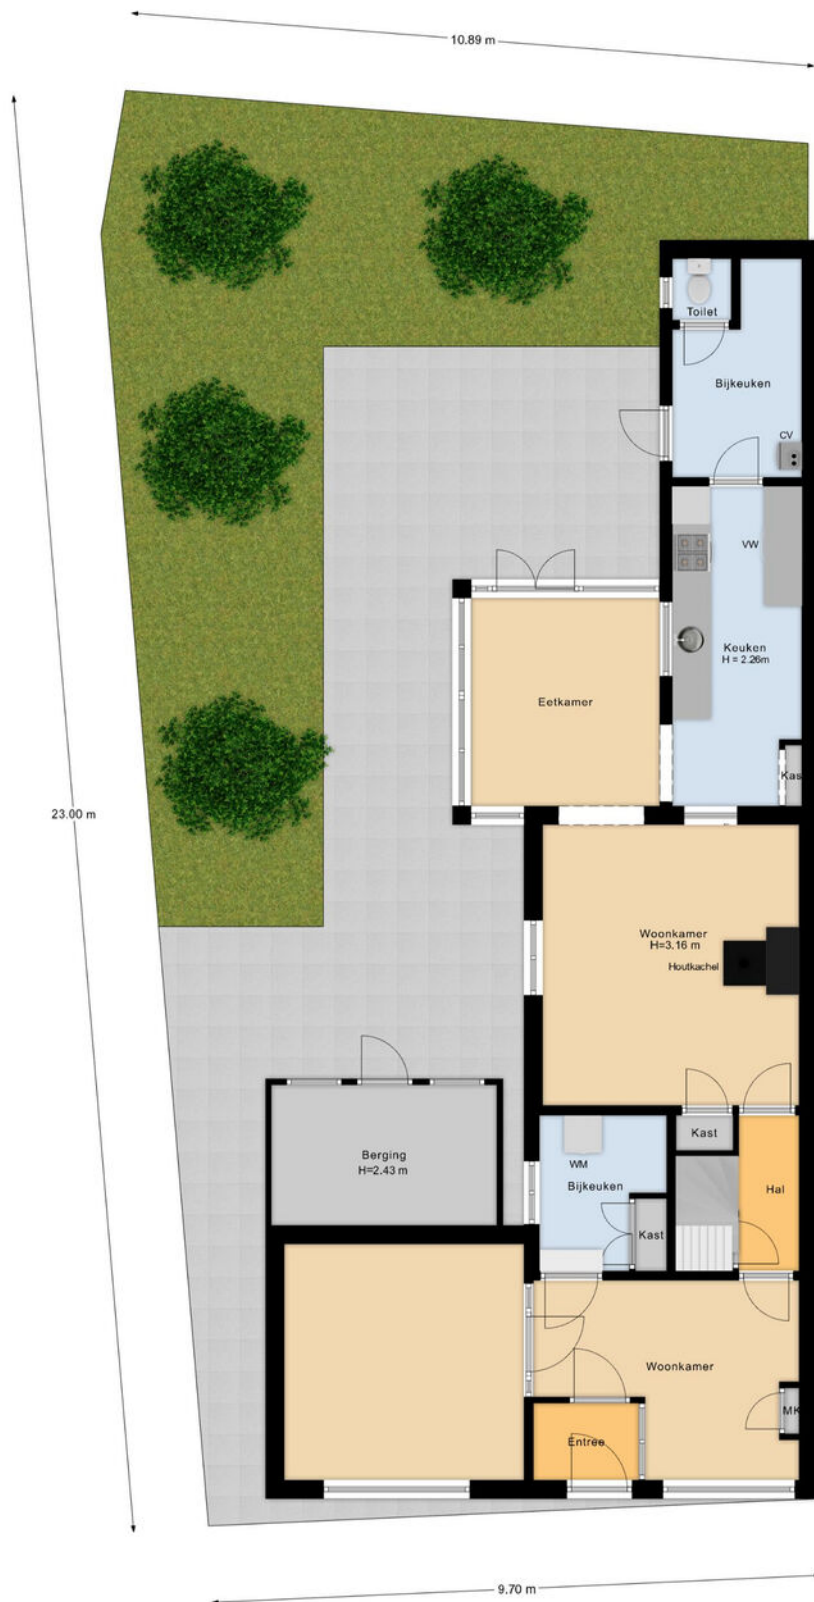 10.89 m
Toilet
Bijkeuken
CV
VW
Keuken
H = 2.26m
Eetkamer
Kas
23.00 m
Woonkamer
H=3.16 m
Houtkachel
Kast
Berging
H=2.43 m
WM
Bijkeuken
Hal
Kast
Woonkamer
MK
Entree
9.70 m